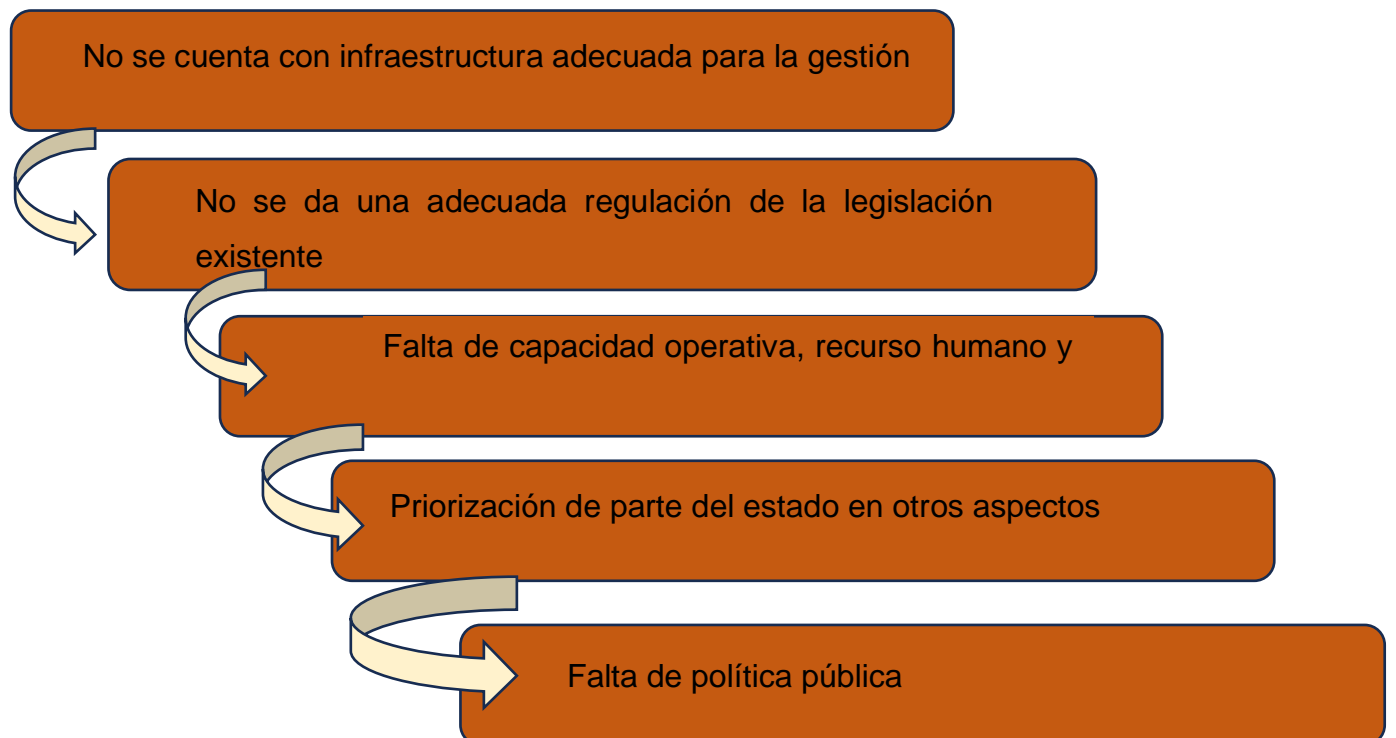 No se cuenta con infraestructura adecuada para la gestión
No se da una adecuada regulación de la legislación
existente
Falta de capacidad operativa, recurso humano y
Priorización de parte del estado en otros aspectos
Falta de política pública